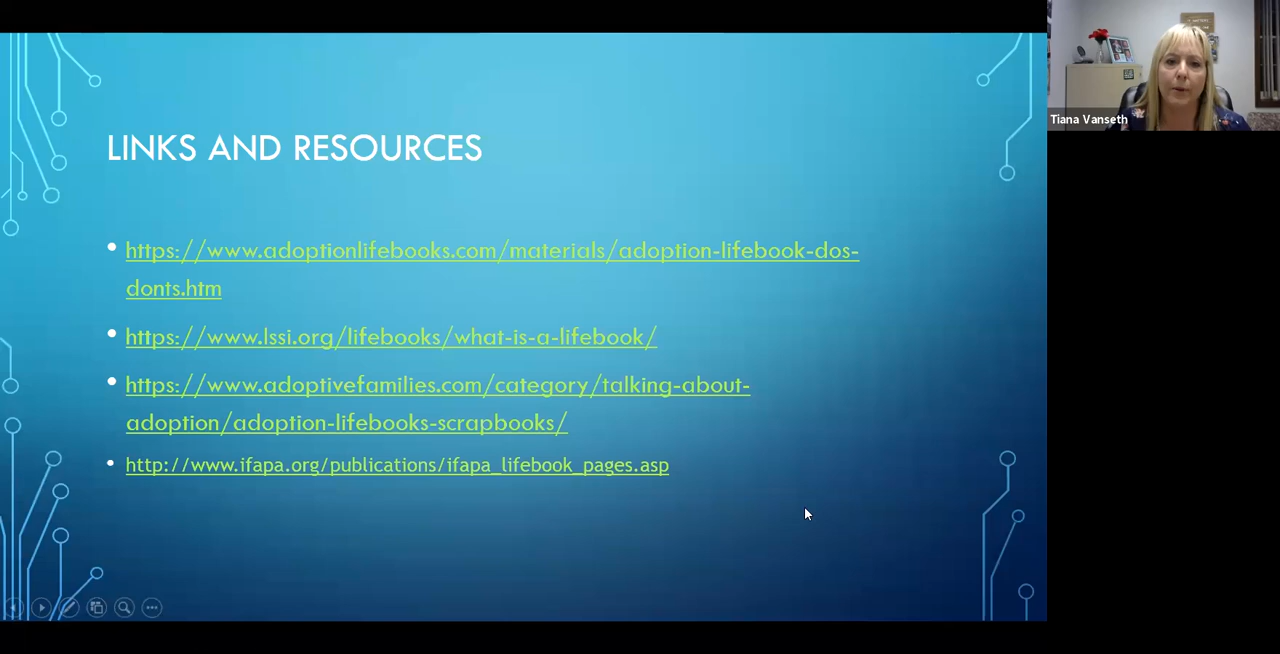 LINKS AND RESOURCES
https://www.adoptionlifebooks.com/materials/adoption-lifebook-dos-
donts.htm
https://www.lssi.org/lifebooks/what-is-a-lifebook/
https://www.adoptivefamilies.com/category/talking-about-
adoption/adoption-lifebooks-scrapbooks/
http://www.ifapa.org/publications/ifapa_lifebook_pages.asp
Tiana Vanseth